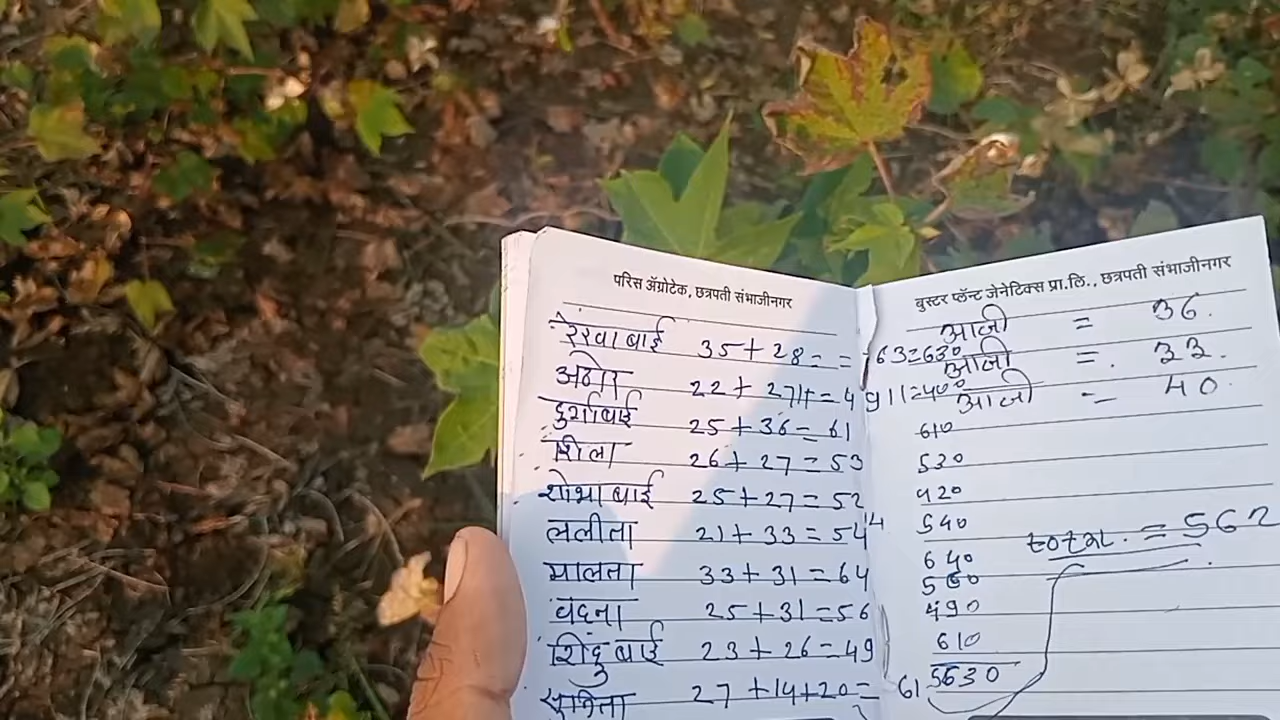 परिस ॲग्रोटेक, छत्रपती संभाजीनगर
रेखा बाई 35 + 28 = = 63 = 630
22 + 27 = 49 = 490
दुर्गाबाई 25 + 36 = 61
शिला 26 + 27 = 53
शोभा बाई 25 + 27 = 52
ललीता 21 + 33 = 54
मालता 33 + 31 = 64
वंदना 25 + 31 = 56
शिंदु बाई 23 + 26 = 49
27 + 14 + 20 = 61
बुस्टर प्लॅन्ट जेनेटिक्स प्रा.लि., छत्रपती संभाजीनगर
आजी = 36.
आजी = 33.
आजी = 40.
610
530
520
540
640
560
490
610
5630
total. = 562